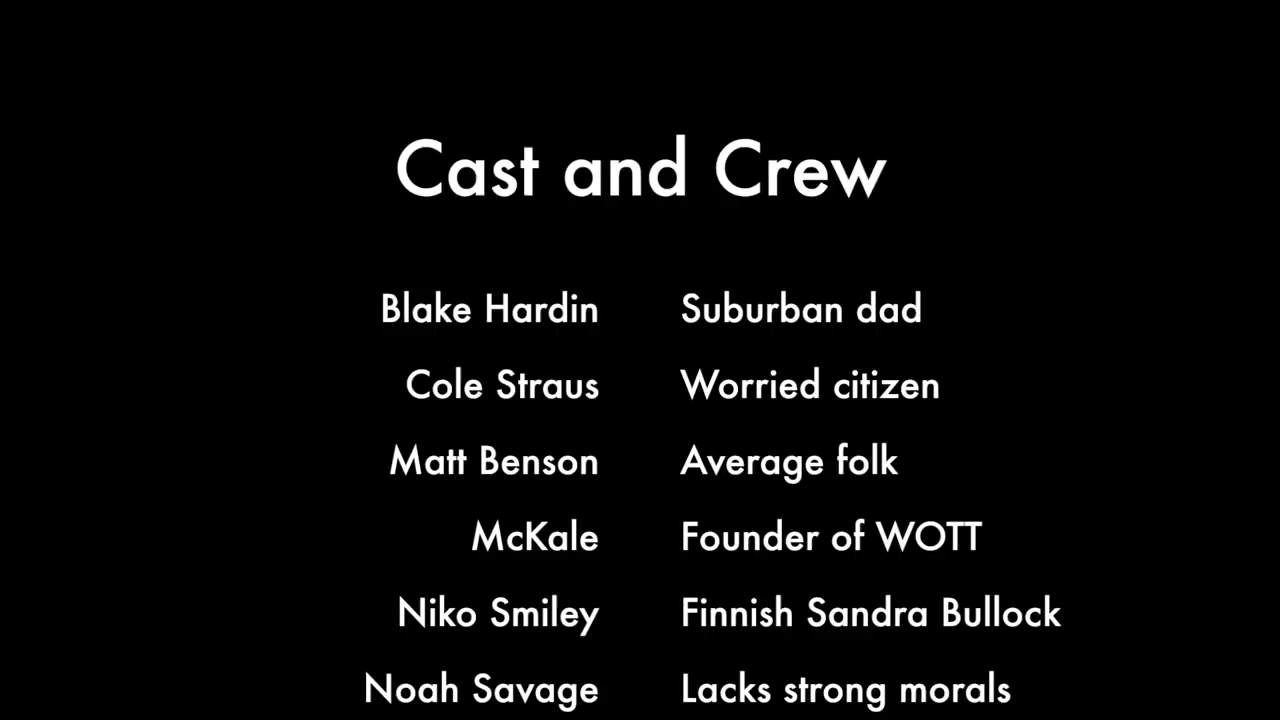 Cast and Crew
Blake Hardin Suburban dad
Cole Straus Worried citizen
Matt Benson Average folk
McKale Founder of WOTT
Niko Smiley Finnish Sandra Bullock
Noah Savage Lacks strong morals